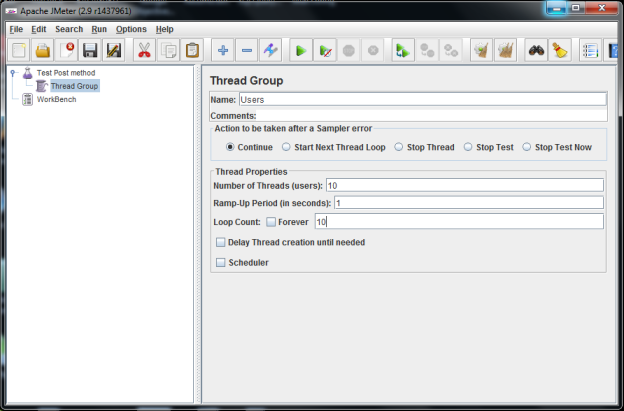 Apache JMeter (2.9 r1437961)
File Edit Search Run Options Help
Test Post method
Thread Group
WorkBench
Thread Group
Name: Users
Comments:
Action to be taken after a Sampler error
Continue Start Next Thread Loop Stop Thread Stop Test Stop Test Now
Thread Properties
Number of Threads (users): 10
Ramp-Up Period (in seconds): 1
Loop Count: Forever 10
Delay Thread creation until needed
Scheduler